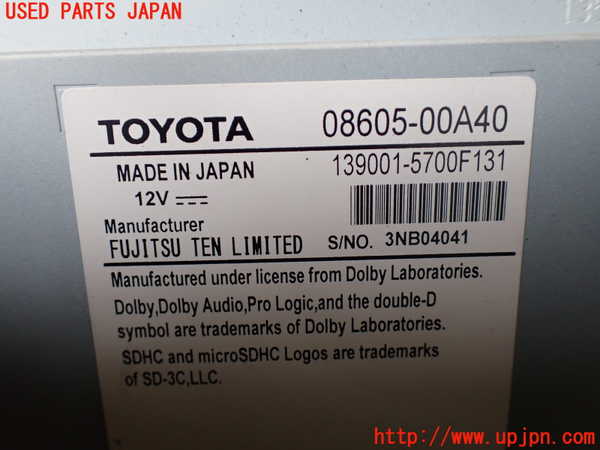 USED PARTS JAPAN
TOYOTA 08605-00A40
MADE IN JAPAN 139001-5700F131
12V
Manufacturer
FUJITSU TEN LIMITED S/NO. 3NB04041
Manufactured under license from Dolby Laboratories.
Dolby,Dolby Audio,Pro Logic,and the double-D
symbol are trademarks of Dolby Laboratories.
SDHC and microSDHC Logos are trademarks
of SD-3C,LLC.
http://www.upjpn.com/